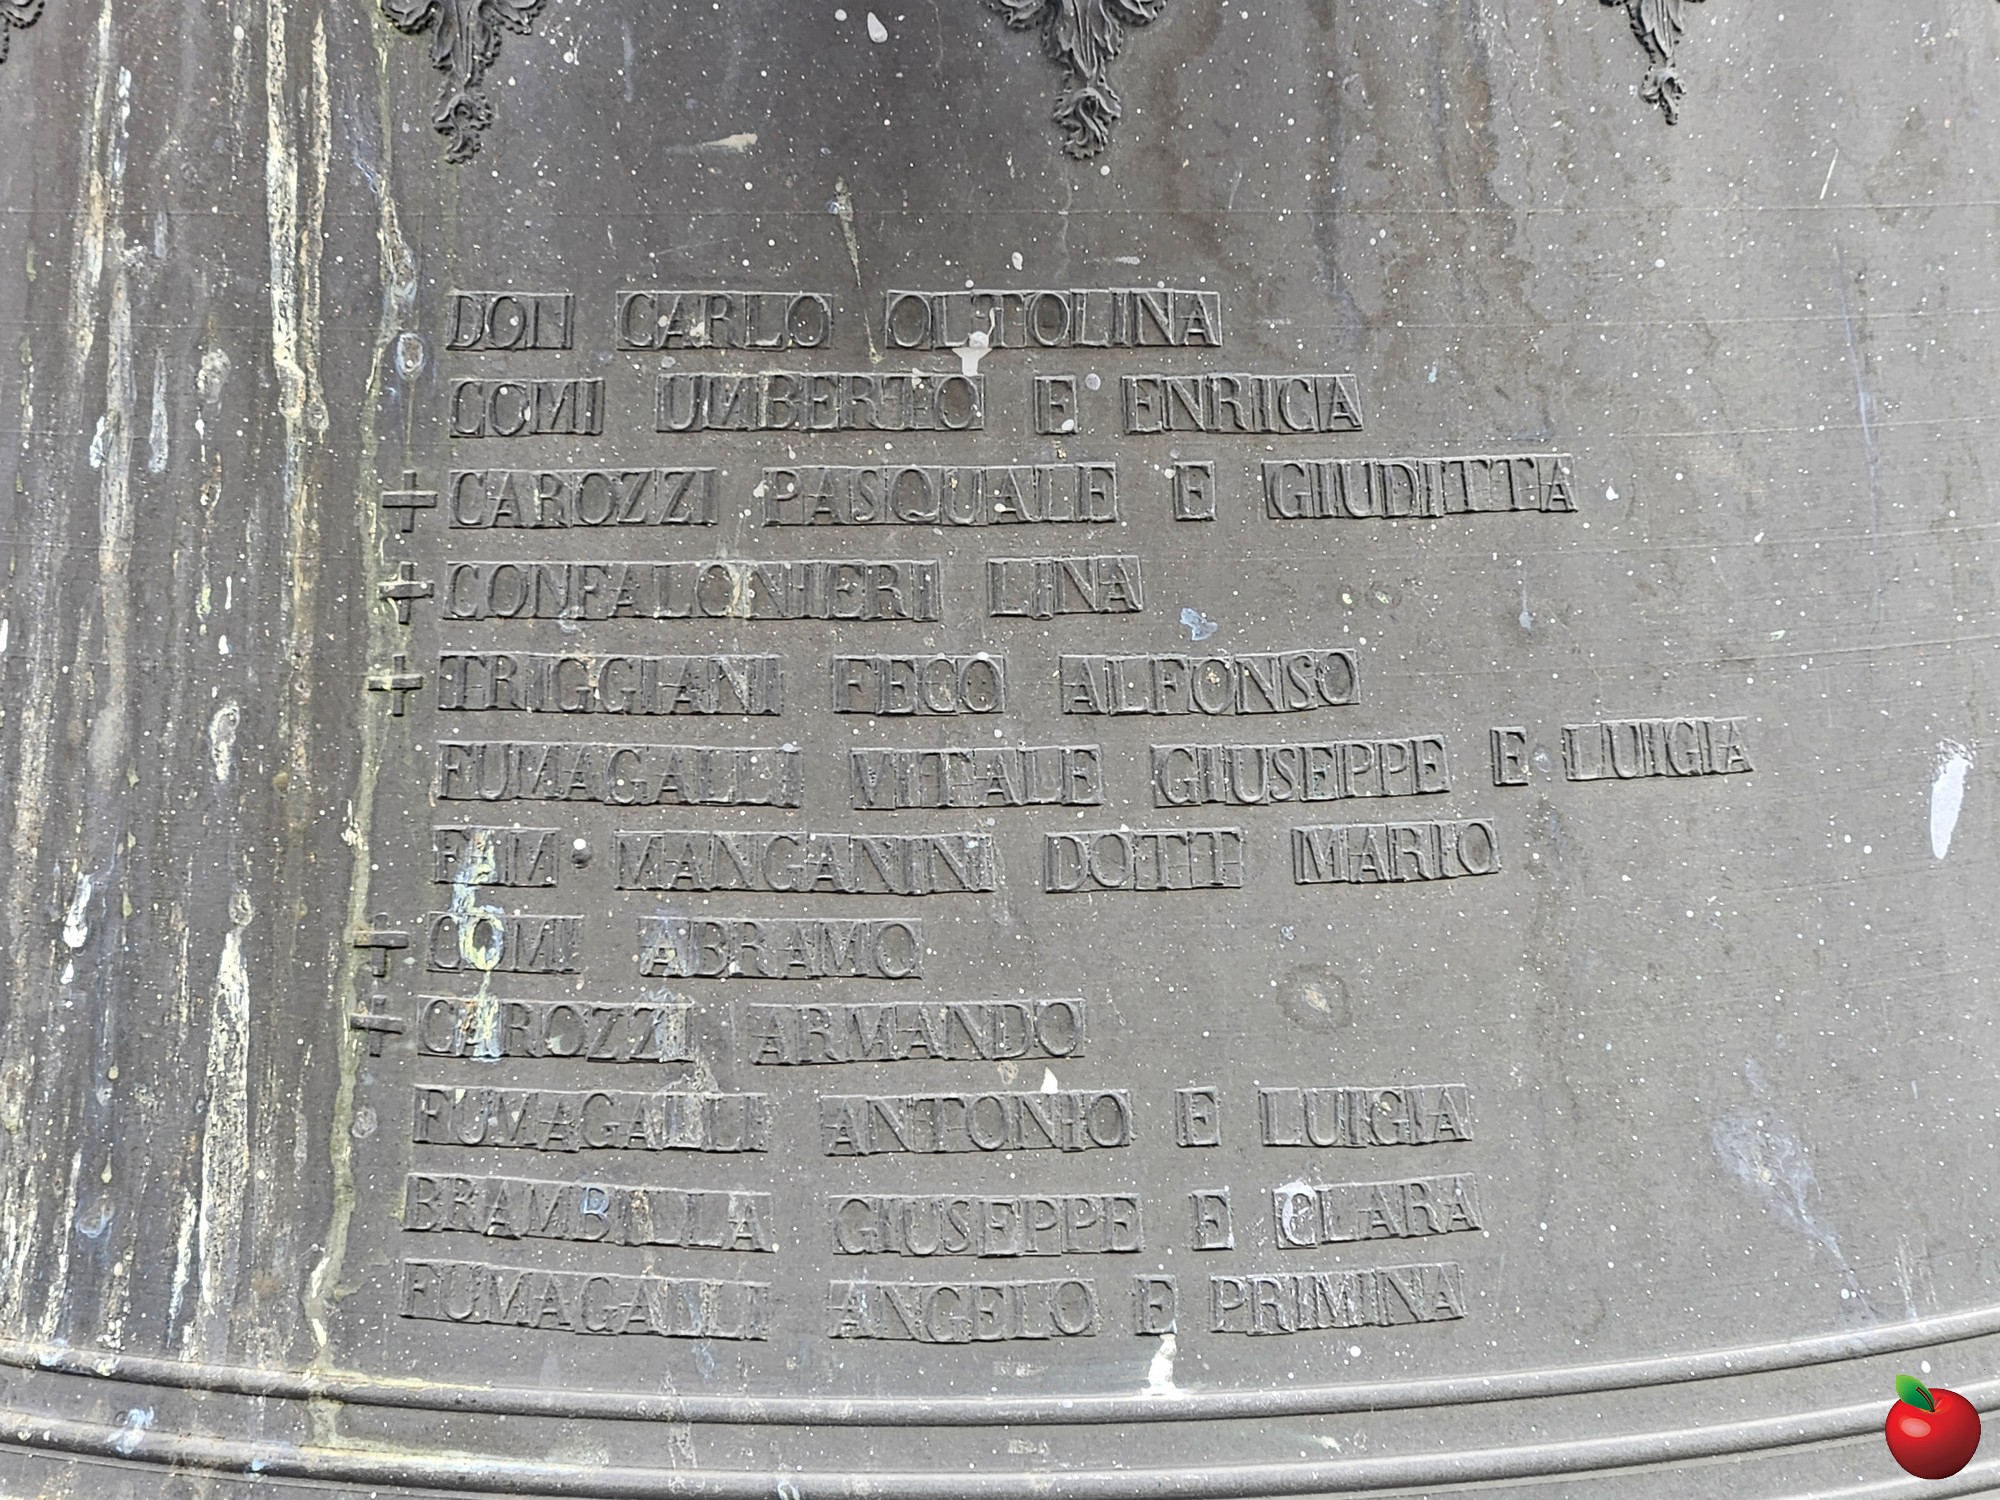 DON CARLO OLTOLINA
COMI UMBERTO E ENRICA
+ CAROZZI PASQUALE E GIUDITTA
+ CONFALONIERI LINA
+ TRIGGIANI FECO ALFONSO
FUMAGALLI VITALE GIUSEPPE E LUIGIA
FAM · MANGANINI DOTT MARIO
+ COMI ABRAMO
+ CAROZZI ARMANDO
FUMAGALLI ANTONIO E LUIGIA
BRAMBILLA GIUSEPPE E CLARA
FUMAGALLI ANGELO E PRIMINA